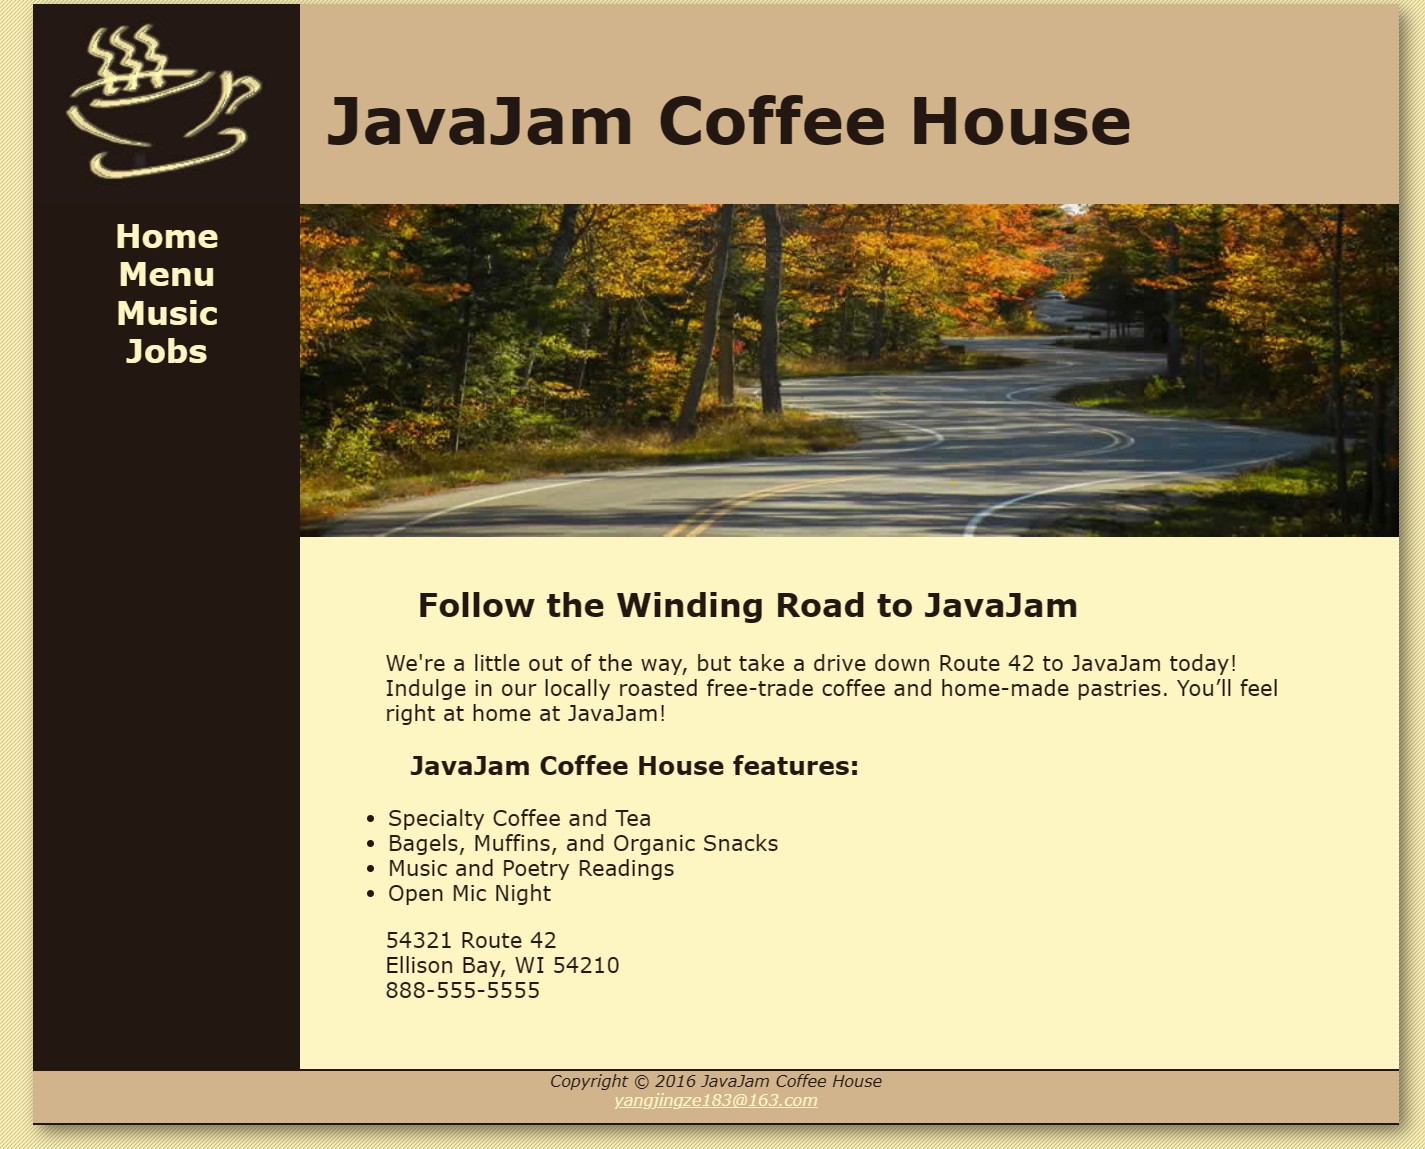 JavaJam Coffee House
Home
Menu
Music
Jobs
Follow the Winding Road to JavaJam
We're a little out of the way, but take a drive down Route 42 to JavaJam today!
Indulge in our locally roasted free-trade coffee and home-made pastries. You’ll feel
right at home at JavaJam!
JavaJam Coffee House features:
• Specialty Coffee and Tea
• Bagels, Muffins, and Organic Snacks
• Music and Poetry Readings
• Open Mic Night
54321 Route 42
Ellison Bay, WI 54210
888-555-5555
Copyright © 2016 JavaJam Coffee House
yangjingze183@163.com